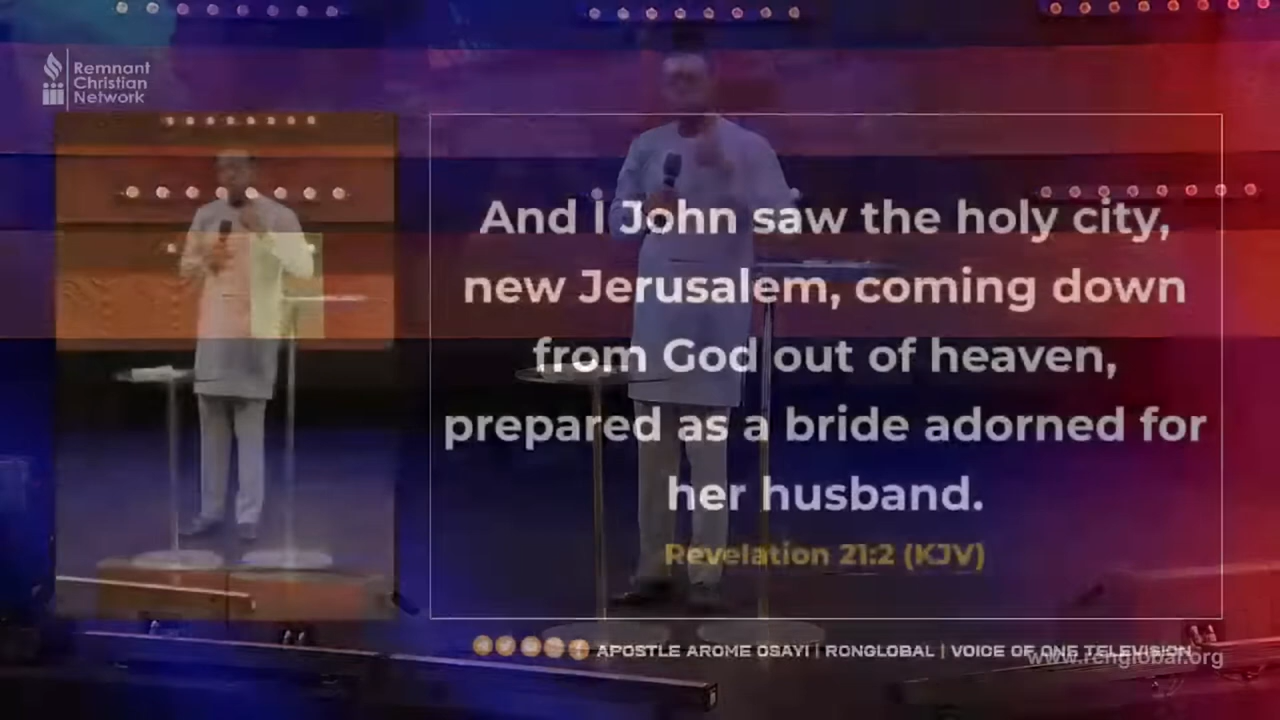 Remnant
Christian
Network
And I John saw the holy city,
new Jerusalem, coming down
from God out of heaven,
prepared as a bride adorned for
her husband.
Revelation 21:2 (KJV)
APOSTLE AROME OSAYI | RCNGLOBAL | VOICE OF ONE TELEVISION
www.rcnglobal.org